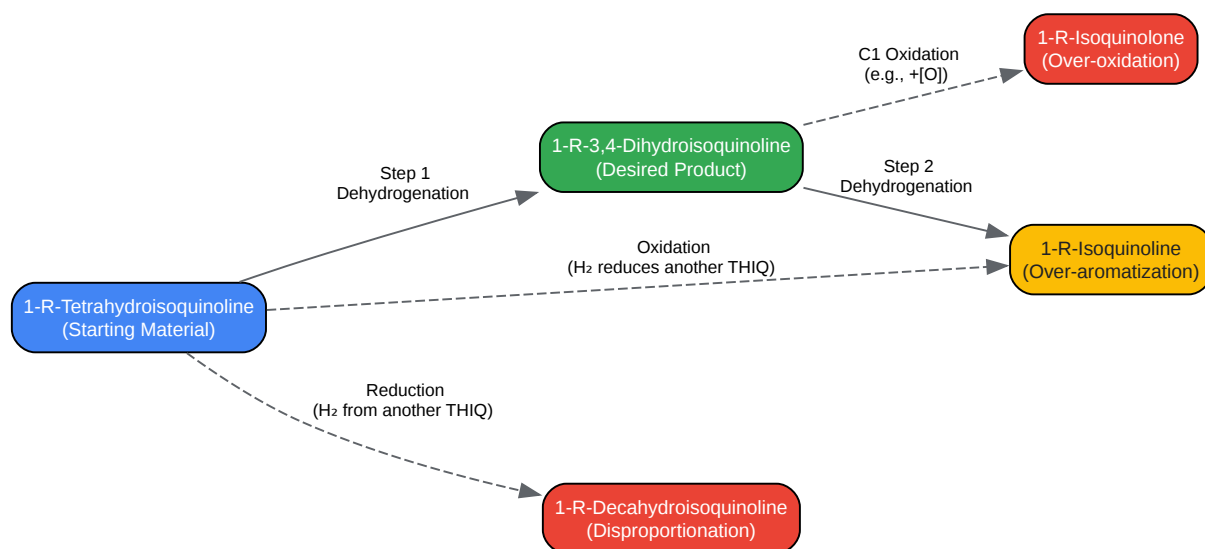 1-R-Isoquinolone
(Over-oxidation)
C1 Oxidation
(e.g., +[O])
1-R-3,4-Dihydroisoquinoline
(Desired Product)
Step 1
Dehydrogenation
Step 2
Dehydrogenation
Oxidation
(H₂ reduces another THIQ)
1-R-Isoquinoline
(Over-aromatization)
1-R-Tetrahydroisoquinoline
(Starting Material)
Reduction
(H₂ from another THIQ)
1-R-Decahydroisoquinoline
(Disproportionation)